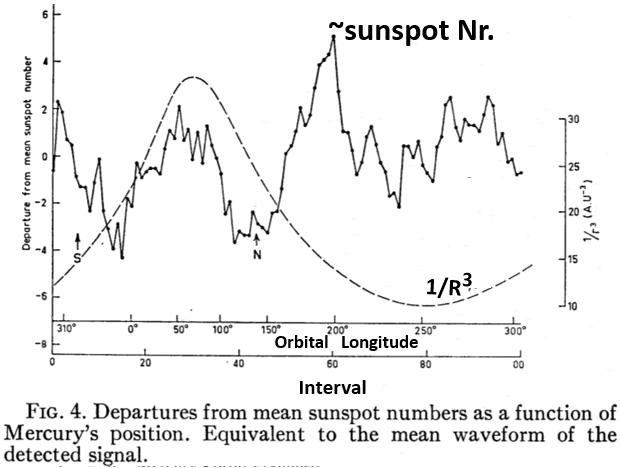 ~sunspot Nr.
6
4
2
0
-2
-4
-6
-8
Departure from mean sunspot number
30
25
20
15
10
1/r³ (A.U⁻³)
S
N
1/R³
310° 0° 50° 100° 150° 200° 250° 300°
Orbital Longitude
0 20 40 60 80 00
Interval
FIG. 4. Departures from mean sunspot numbers as a function of
Mercury's position. Equivalent to the mean waveform of the
detected signal.